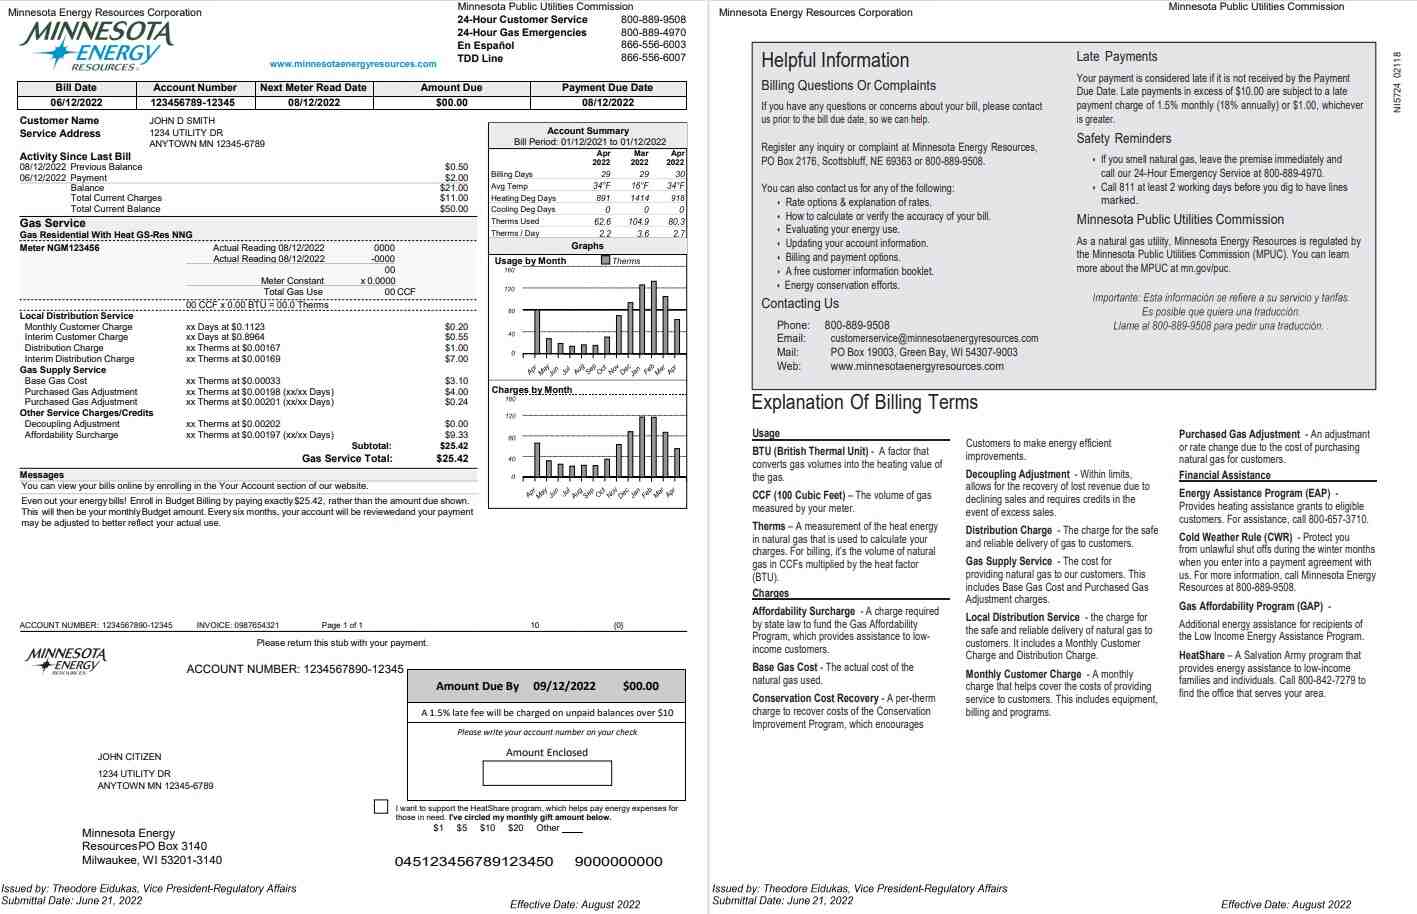 Minnesota Energy Resources Corporation
MINNESOTA
ENERGY
RESOURCES
www.minnesotaenergyresources.com
Minnesota Public Utilities Commission
24-Hour Customer Service 800-889-9508
24-Hour Gas Emergencies 800-889-4970
En Español 866-556-6003
TDD Line 866-556-6007
Bill Date Account Number Next Meter Read Date Amount Due Payment Due Date
06/12/2022 123456789-12345 08/12/2022 $00.00 08/12/2022
Customer Name JOHN D SMITH
Service Address 1234 UTILITY DR
ANYTOWN MN 12345-6789
Activity Since Last Bill
08/12/2022 Previous Balance $0.50
06/12/2022 Payment $2.00
Balance $21.00
Total Current Charges $11.00
Total Current Balance $50.00
Gas Service
Gas Residential With Heat GS-Res NNG
Meter NGM123456 Actual Reading 08/12/2022 0000
Actual Reading 08/12/2022 -0000
00
Meter Constant x 0.0000
Total Gas Use 00 CCF
00 CCF x 0.00 BTU = 00.0 Therms
Local Distribution Service
Monthly Customer Charge xx Days at $0.1123 $0.20
Interim Customer Charge xx Days at $0.8964 $0.55
Distribution Charge xx Therms at $0.00167 $1.00
Interim Distribution Charge xx Therms at $0.00169 $7.00
Gas Supply Service
Base Gas Cost xx Therms at $0.00033 $3.10
Purchased Gas Adjustment xx Therms at $0.00198 (xx/xx Days) $4.00
Purchased Gas Adjustment xx Therms at $0.00201 (xx/xx Days) $0.24
Other Service Charges/Credits
Decoupling Adjustment xx Therms at $0.00202 $0.00
Affordability Surcharge xx Therms at $0.00197 (xx/xx Days) $9.33
Subtotal: $25.42
Gas Service Total: $25.42
Messages
You can view your bills online by enrolling in the Your Account section of our website.
Even out your energy bills! Enroll in Budget Billing by paying exactly $25.42, rather than the amount due shown.
This will then be your monthly Budget amount. Every six months, your account will be reviewedand your payment
may be adjusted to better reflect your actual use.
Account Summary
Bill Period: 01/12/2021 to 01/12/2022
Apr Mar Apr
2022 2022 2022
Billing Days 29 29 30
Avg Temp 34°F 16°F 34°F
Heating Deg Days 891 1414 918
Cooling Deg Days 0 0 0
Therms Used 62.6 104.9 80.3
Therms / Day 2.2 3.6 2.7
Graphs
Usage by Month Therms
160
120
80
40
0
Apr May Jun Jul Aug Sep Oct Nov Dec Jan Feb Mar Apr
Charges by Month
160
120
80
40
0
Apr May Jun Jul Aug Sep Oct Nov Dec Jan Feb Mar Apr
ACCOUNT NUMBER: 1234567890-12345 INVOICE: 0987654321 Page 1 of 1 10 {0}
Please return this stub with your payment.
MINNESOTA
ENERGY
RESOURCES
ACCOUNT NUMBER: 1234567890-12345
Amount Due By 09/12/2022 $00.00
A 1.5% late fee will be charged on unpaid balances over $10
Please write your account number on your check
Amount Enclosed
JOHN CITIZEN
1234 UTILITY DR
ANYTOWN MN 12345-6789
I want to support the HeatShare program, which helps pay energy expenses for
those in need. I've circled my monthly gift amount below.
$1 $5 $10 $20 Other ____
Minnesota Energy
ResourcesPO Box 3140
Milwaukee, WI 53201-3140
045123456789123450 9000000000
Issued by: Theodore Eidukas, Vice President-Regulatory Affairs
Submittal Date: June 21, 2022
Effective Date: August 2022
Minnesota Energy Resources Corporation
Minnesota Public Utilities Commission
Helpful Information
Billing Questions Or Complaints
If you have any questions or concerns about your bill, please contact
us prior to the bill due date, so we can help.
Register any inquiry or complaint at Minnesota Energy Resources,
PO Box 2176, Scottsbluff, NE 69363 or 800-889-9508.
You can also contact us for any of the following:
• Rate options & explanation of rates.
• How to calculate or verify the accuracy of your bill.
• Evaluating your energy use.
• Updating your account information.
• Billing and payment options.
• A free customer information booklet.
• Energy conservation efforts.
Contacting Us
Phone: 800-889-9508
Email: customerservice@minnesotaenergyresources.com
Mail: PO Box 19003, Green Bay, WI 54307-9003
Web: www.minnesotaenergyresources.com
Late Payments
Your payment is considered late if it is not received by the Payment
Due Date. Late payments in excess of $10.00 are subject to a late
payment charge of 1.5% monthly (18% annually) or $1.00, whichever
is greater.
Safety Reminders
• If you smell natural gas, leave the premise immediately and
call our 24-Hour Emergency Service at 800-889-4970.
• Call 811 at least 2 working days before you dig to have lines
marked.
Minnesota Public Utilities Commission
As a natural gas utility, Minnesota Energy Resources is regulated by
the Minnesota Public Utilities Commission (MPUC). You can learn
more about the MPUC at mn.gov/puc.
Importante: Esta información se refiere a su servicio y tarifas.
Es posible que quiera una traducción.
Llame al 800-889-9508 para pedir una traducción.
NI5724 02118
Explanation Of Billing Terms
Usage
BTU (British Thermal Unit) - A factor that
converts gas volumes into the heating value of
the gas.
CCF (100 Cubic Feet) – The volume of gas
measured by your meter.
Therms – A measurement of the heat energy
in natural gas that is used to calculate your
charges. For billing, it's the volume of natural
gas in CCFs multiplied by the heat factor
(BTU).
Charges
Affordability Surcharge - A charge required
by state law to fund the Gas Affordability
Program, which provides assistance to low-
income customers.
Base Gas Cost - The actual cost of the
natural gas used.
Conservation Cost Recovery - A per-therm
charge to recover costs of the Conservation
Improvement Program, which encourages
Customers to make energy efficient
improvements.
Decoupling Adjustment - Within limits,
allows for the recovery of lost revenue due to
declining sales and requires credits in the
event of excess sales.
Distribution Charge - The charge for the safe
and reliable delivery of gas to customers.
Gas Supply Service - The cost for
providing natural gas to our customers. This
includes Base Gas Cost and Purchased Gas
Adjustment charges.
Local Distribution Service - the charge for
the safe and reliable delivery of natural gas to
customers. It includes a Monthly Customer
Charge and Distribution Charge.
Monthly Customer Charge - A monthly
charge that helps cover the costs of providing
service to customers. This includes equipment,
billing and programs.
Purchased Gas Adjustment - An adjustmant
or rate change due to the cost of purchasing
natural gas for customers.
Financial Assistance
Energy Assistance Program (EAP) -
Provides heating assistance grants to eligible
customers. For assistance, call 800-657-3710.
Cold Weather Rule (CWR) - Protect you
from unlawful shut offs during the winter months
when you enter into a payment agreement with
us. For more information, call Minnesota Energy
Resources at 800-889-9508.
Gas Affordability Program (GAP) -
Additional energy assistance for recipients of
the Low Income Energy Assistance Program.
HeatShare – A Salvation Army program that
provides energy assistance to low-income
families and individuals. Call 800-842-7279 to
find the office that serves your area.
Issued by: Theodore Eidukas, Vice President-Regulatory Affairs
Submittal Date: June 21, 2022
Effective Date: August 2022